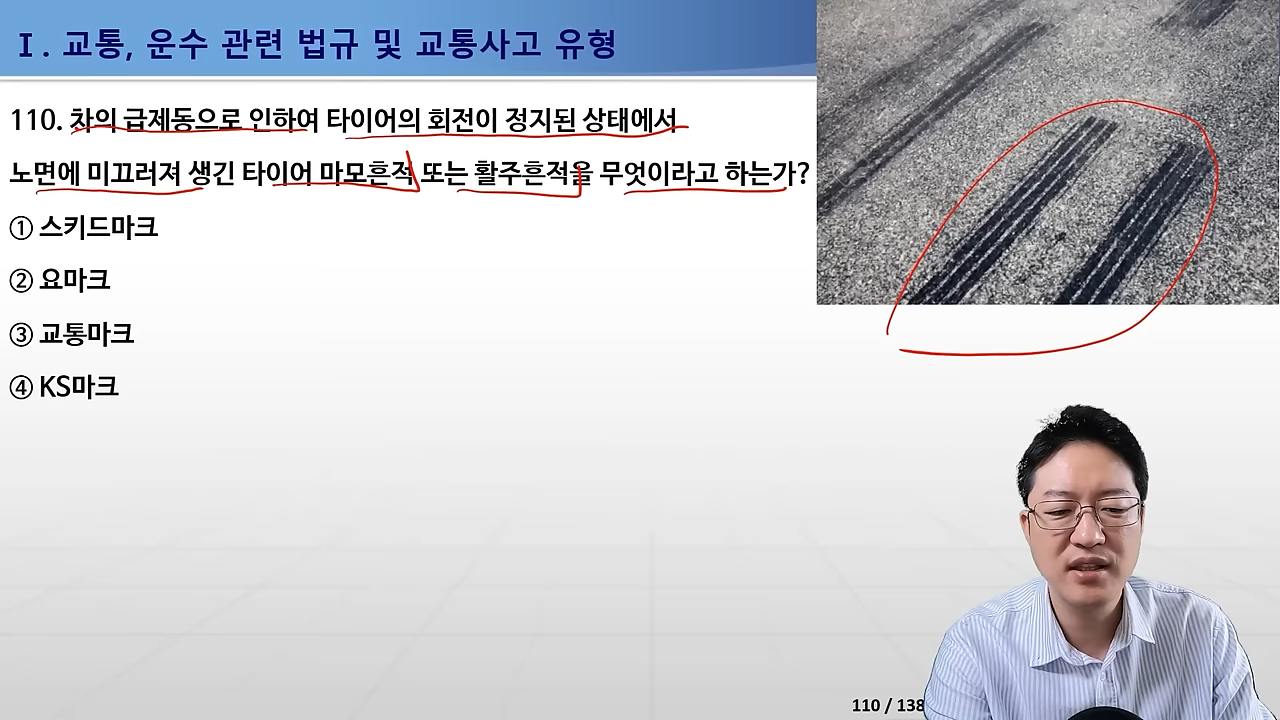 Ⅰ. 교통, 운수 관련 법규 및 교통사고 유형
110. 차의 급제동으로 인하여 타이어의 회전이 정지된 상태에서
노면에 미끄러져 생긴 타이어 마모흔적 또는 활주흔적을 무엇이라고 하는가?
① 스키드마크
② 요마크
③ 교통마크
④ KS마크
110 / 138